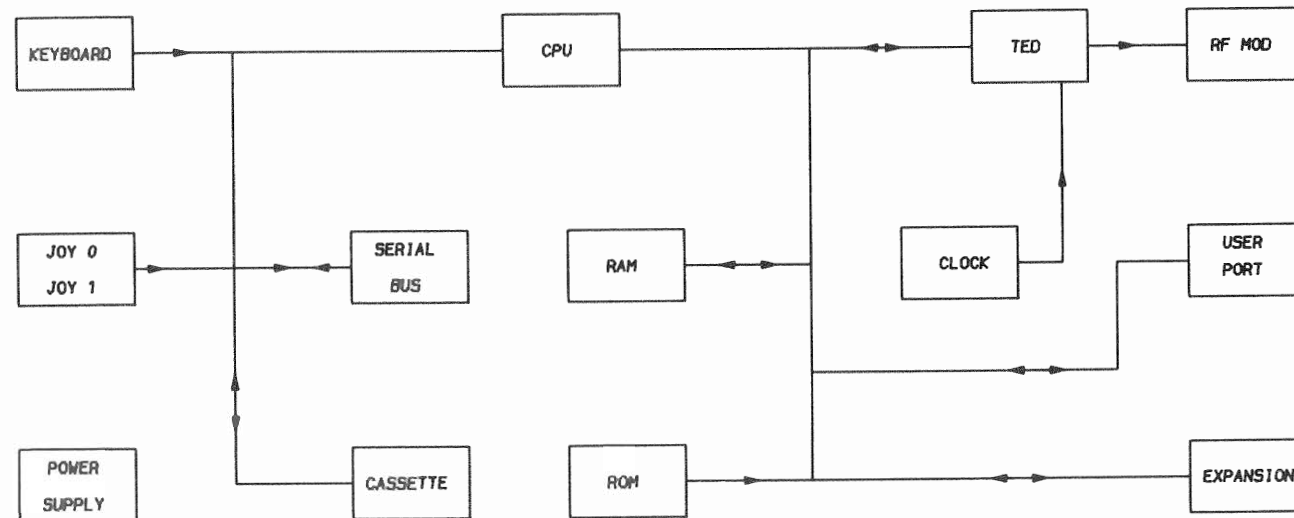 KEYBOARD
CPU
TED
RF MOD
JOY 0
JOY 1
SERIAL
BUS
RAM
CLOCK
USER
PORT
POWER
SUPPLY
CASSETTE
ROM
EXPANSION